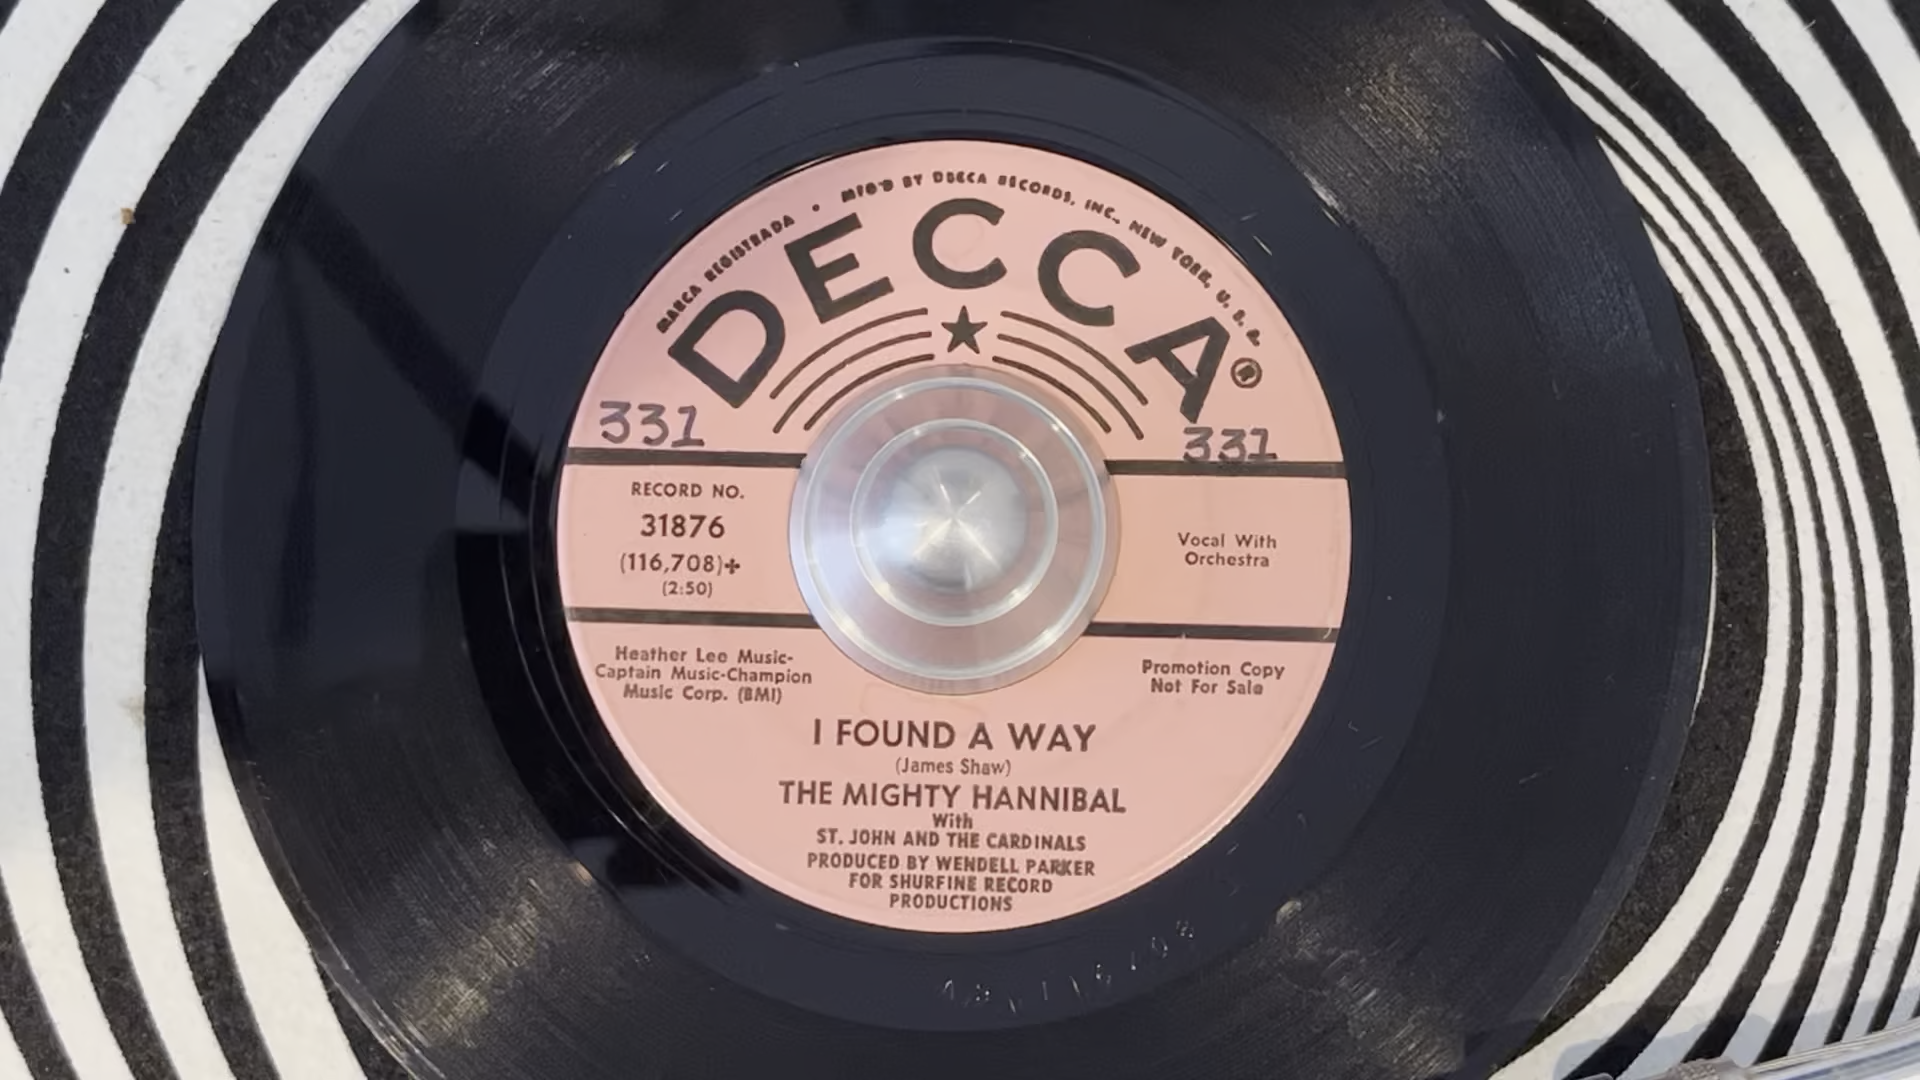 MARCA REGISTRADA • MFG'D BY DECCA RECORDS, INC., NEW YORK, U. S. A.
DECCA®
331
331
RECORD NO.
31876
(116,708)+
(2:50)
Vocal With
Orchestra
Heather Lee Music-
Captain Music-Champion
Music Corp. (BMI)
Promotion Copy
Not For Sale
I FOUND A WAY
(James Shaw)
THE MIGHTY HANNIBAL
With
ST. JOHN AND THE CARDINALS
PRODUCED BY WENDELL PARKER
FOR SHURFINE RECORD
PRODUCTIONS